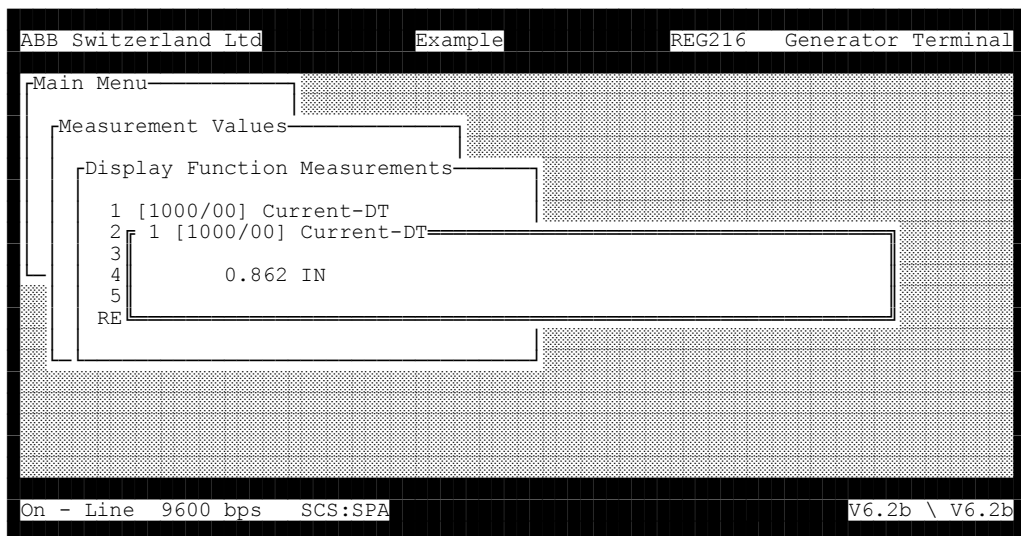 ABB Switzerland Ltd Example REG216 Generator Terminal
Main Menu
Measurement Values
Display Function Measurements
1 [1000/00] Current-DT
2 1 [1000/00] Current-DT
3
4 0.862 IN
5
RE
On - Line 9600 bps SCS:SPA V6.2b \ V6.2b